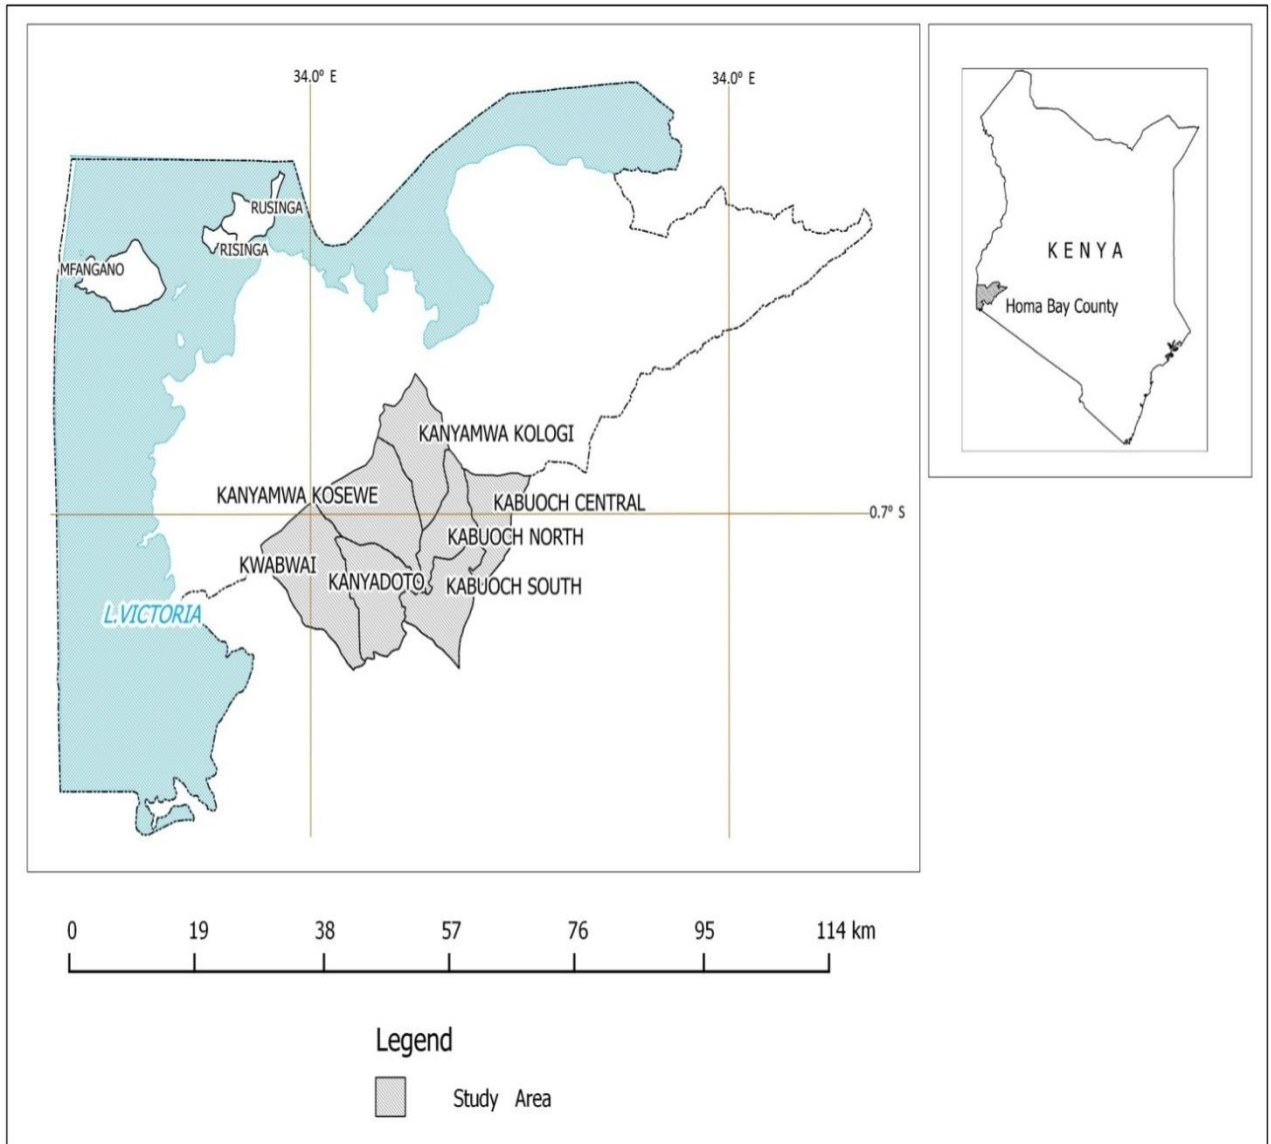 34.0° E
34.0° E
RUSINGA
RISINGA
MFANGANO
KANYAMWA KOLOGI
KANYAMWA KOSEWE
KABUOCH CENTRAL
0.7° S
KABUOCH NORTH
KWABWAI
KANYADOTO
KABUOCH SOUTH
L.VICTORIA
KENYA
Homa Bay County
0 19 38 57 76 95 114 km
Legend
Study Area